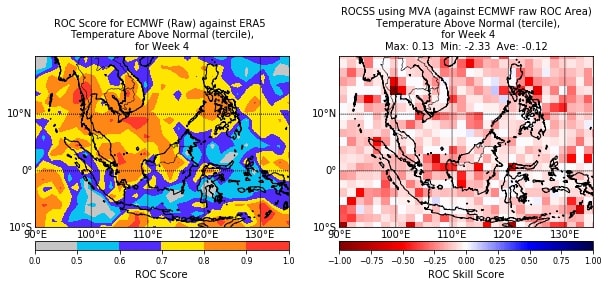 ROC Score for ECMWF (Raw) against ERA5
Temperature Above Normal (tercile),
for Week 4
10°N
0°
10°S
90°E 100°E 110°E 120°E 130°E
0.0 0.5 0.6 0.7 0.8 0.9 1.0
ROC Score
ROCSS using MVA (against ECMWF raw ROC Area)
Temperature Above Normal (tercile),
for Week 4
Max: 0.13 Min: -2.33 Ave: -0.12
10°N
0°
10°S
90°E 100°E 110°E 120°E 130°E
−1.00 −0.75 −0.50 −0.25 0.00 0.25 0.50 0.75 1.00
ROC Skill Score